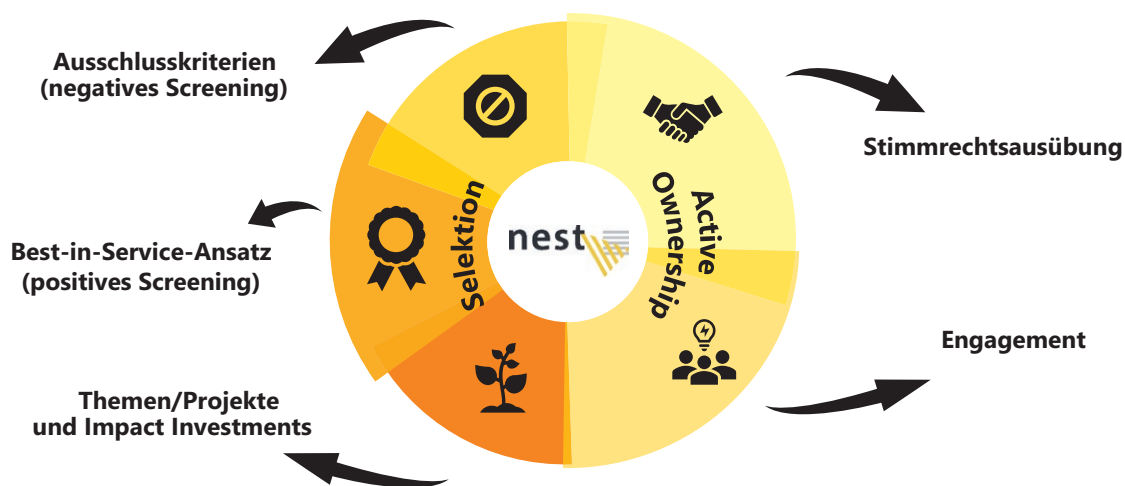 Ausschlusskriterien
(negatives Screening)
Best-in-Service-Ansatz
(positives Screening)
Themen/Projekte
und Impact Investments
Selektion
nest
Active
Ownership
Stimmrechtsausübung
Engagement